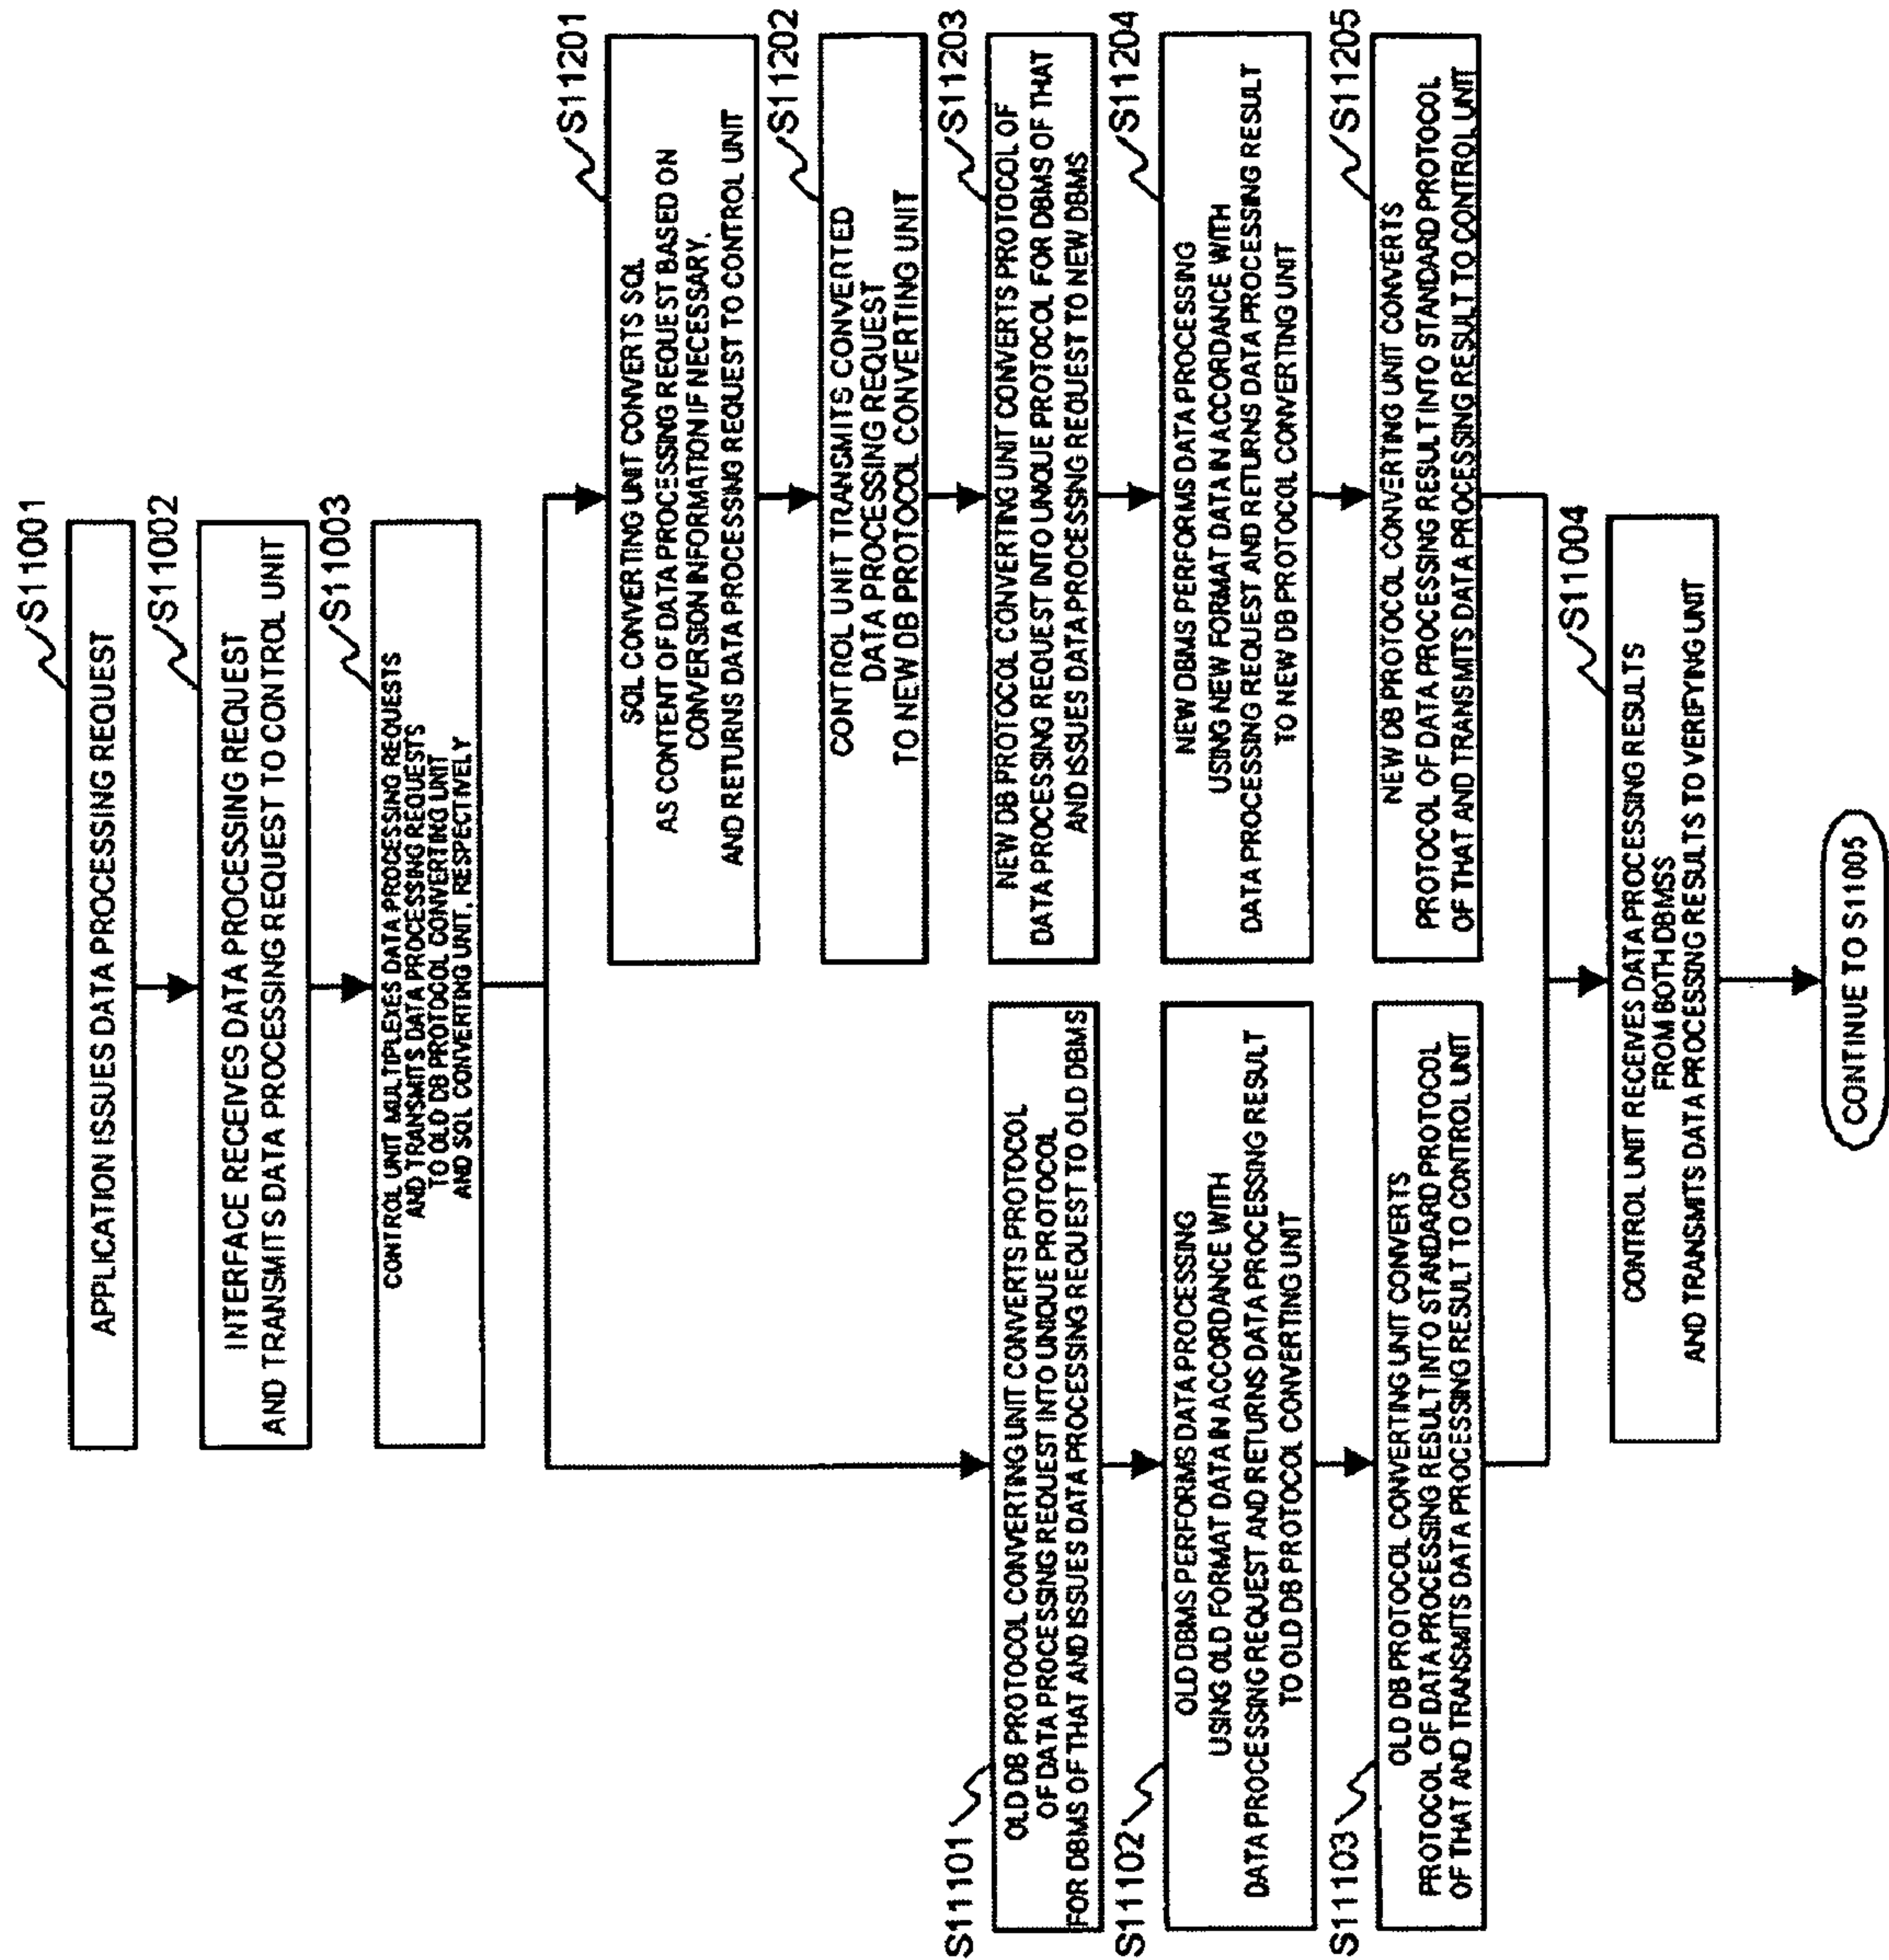 S11001
APPLICATION ISSUES DATA PROCESSING REQUEST
S11002
INTERFACE RECEIVES DATA PROCESSING REQUEST
AND TRANSMITS DATA PROCESSING REQUEST TO CONTROL UNIT
S11003
CONTROL UNIT MULTIPLEXES DATA PROCESSING REQUESTS
AND TRANSMITS DATA PROCESSING REQUESTS
TO OLD DB PROTOCOL CONVERTING UNIT
AND SQL CONVERTING UNIT, RESPECTIVELY
S11101
OLD DB PROTOCOL CONVERTING UNIT CONVERTS PROTOCOL
OF DATA PROCESSING REQUEST INTO UNIQUE PROTOCOL
FOR DBMS OF THAT AND ISSUES DATA PROCESSING REQUEST TO OLD DBMS
S11102
OLD DBMS PERFORMS DATA PROCESSING
USING OLD FORMAT DATA IN ACCORDANCE WITH
DATA PROCESSING REQUEST AND RETURNS DATA PROCESSING RESULT
TO OLD DB PROTOCOL CONVERTING UNIT
S11103
OLD DB PROTOCOL CONVERTING UNIT CONVERTS
PROTOCOL OF DATA PROCESSING RESULT INTO STANDARD PROTOCOL
OF THAT AND TRANSMITS DATA PROCESSING RESULT TO CONTROL UNIT
S11201
SQL CONVERTING UNIT CONVERTS SQL
AS CONTENT OF DATA PROCESSING REQUEST BASED ON
CONVERSION INFORMATION IF NECESSARY,
AND RETURNS DATA PROCESSING REQUEST TO CONTROL UNIT
S11202
CONTROL UNIT TRANSMITS CONVERTED
DATA PROCESSING REQUEST
TO NEW DB PROTOCOL CONVERTING UNIT
S11203
NEW DB PROTOCOL CONVERTING UNIT CONVERTS PROTOCOL OF
DATA PROCESSING REQUEST INTO UNIQUE PROTOCOL FOR DBMS OF THAT
AND ISSUES DATA PROCESSING REQUEST TO NEW DBMS
S11204
NEW DBMS PERFORMS DATA PROCESSING
USING NEW FORMAT DATA IN ACCORDANCE WITH
DATA PROCESSING REQUEST AND RETURNS DATA PROCESSING RESULT
TO NEW DB PROTOCOL CONVERTING UNIT
S11205
NEW DB PROTOCOL CONVERTING UNIT CONVERTS
PROTOCOL OF DATA PROCESSING RESULT INTO STANDARD PROTOCOL
OF THAT AND TRANSMITS DATA PROCESSING RESULT TO CONTROL UNIT
S11004
CONTROL UNIT RECEIVES DATA PROCESSING RESULTS
FROM BOTH DBMSS
AND TRANSMITS DATA PROCESSING RESULTS TO VERIFYING UNIT
CONTINUE TO S11005